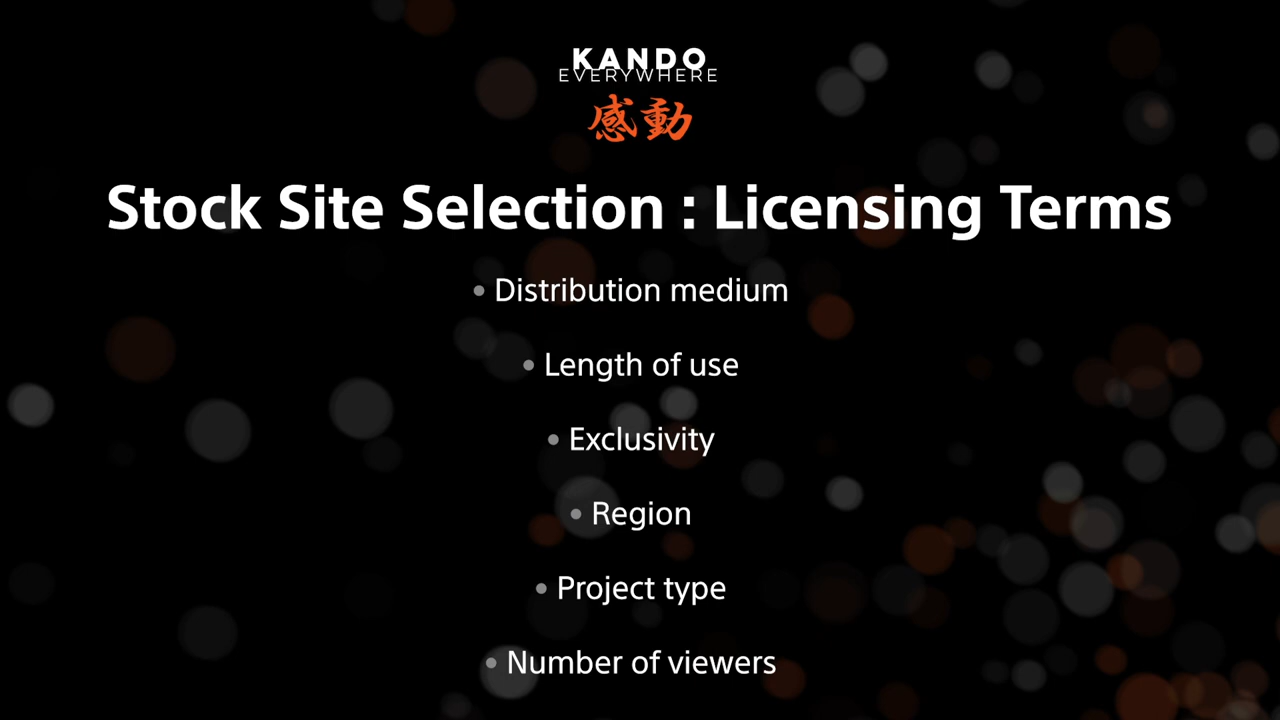 KANDO
EVERYWHERE
感動
Stock Site Selection : Licensing Terms
• Distribution medium
• Length of use
• Exclusivity
• Region
• Project type
• Number of viewers